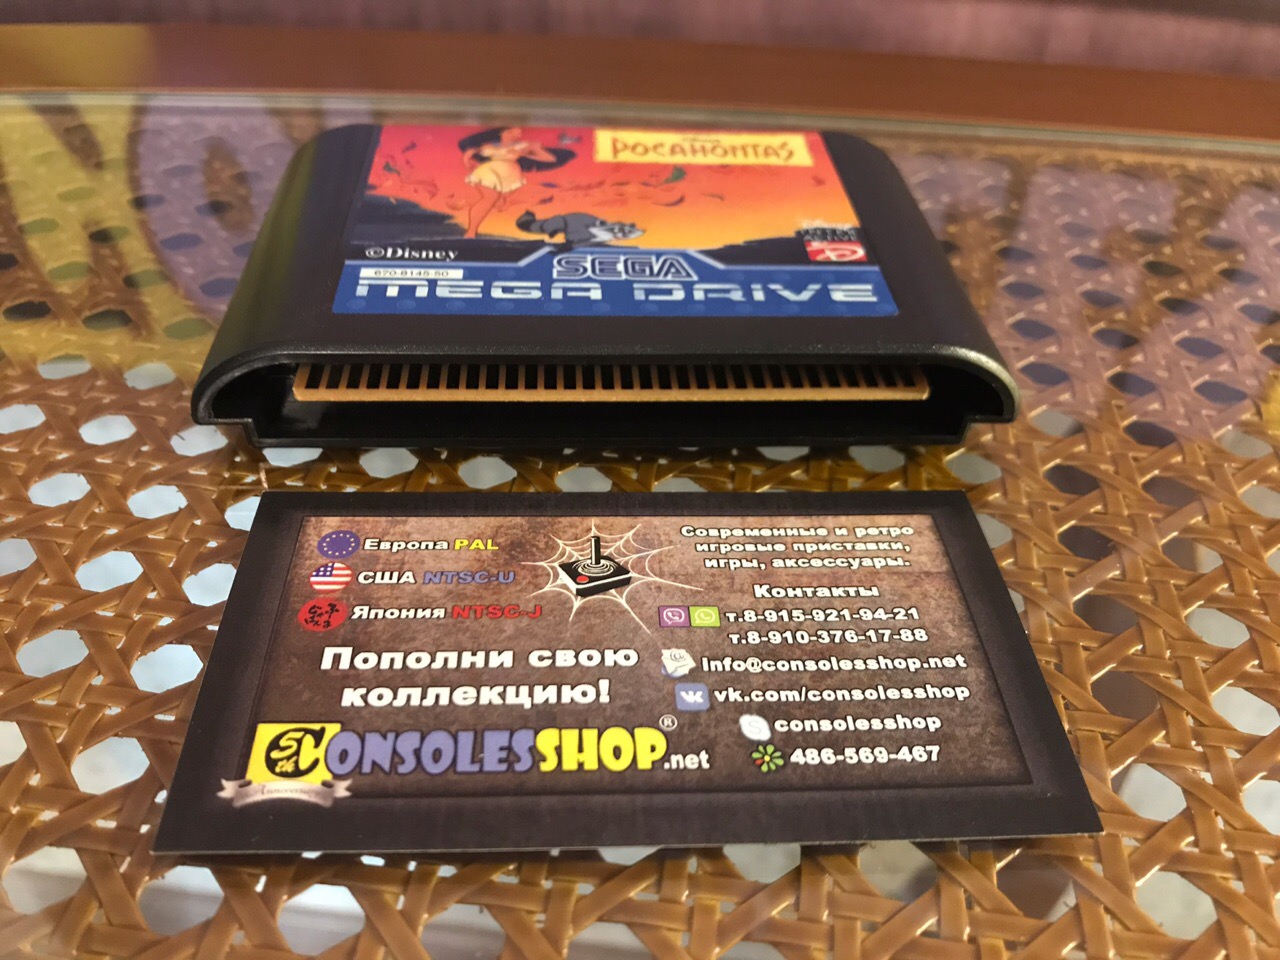 POCAHONTAS
©Disney
670-8145-50
SEGA
MEGA DRIVE
Европа PAL
США NTSC-U
Япония NTSC-J
Пополни свою
коллекцию!
5th
Anniversary
CONSOLESSHOP®.net
Современные и ретро
игровые приставки,
игры, аксессуары.
Контакты
т.8-915-921-94-21
т.8-910-376-17-88
info@consolesshop.net
vk.com/consolesshop
consolesshop
486-569-467